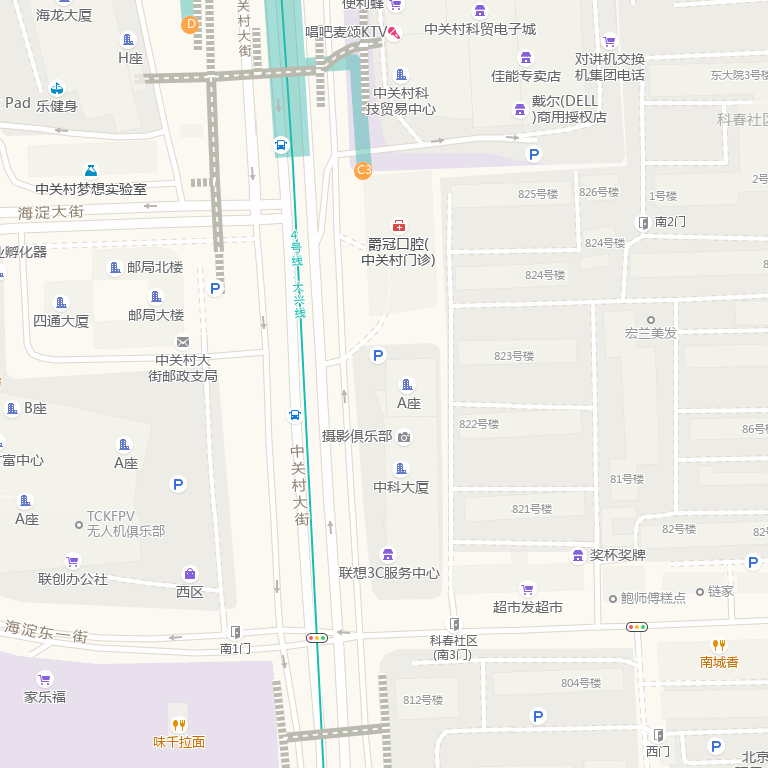 海龙大厦
D
H座
Pad
乐健身
中关村大街
便利蜂
唱吧麦颂KTV
中关村科贸电子城
佳能专卖店
对讲机交换
机集团电话
中关村科
技贸易中心
戴尔(DELL
)商用授权店
东大院3号楼
科春社区
P
C3
中关村梦想实验室
海淀大街
825号楼
826号楼
1号楼
2号
南2门
爵冠口腔(
中关村门诊)
824号楼
824号楼
业孵化器
邮局北楼
4号线·大兴线
四通大厦
邮局大楼
P
宏兰美发
中关村大
街邮政支局
P
823号楼
A座
B座
822号楼
摄影俱乐部
86号楼
财富中心
A座
中关村大街
中科大厦
81号楼
P
A座
TCKFPV
无人机俱乐部
821号楼
82号楼
82号
奖杯奖牌
联创办公社
西区
联想3C服务中心
P
超市发超市
鲍师傅糕点
链家
海淀东一街
南1门
科春社区
(南3门)
南城香
家乐福
804号楼
812号楼
味千拉面
P
西门
P
北京